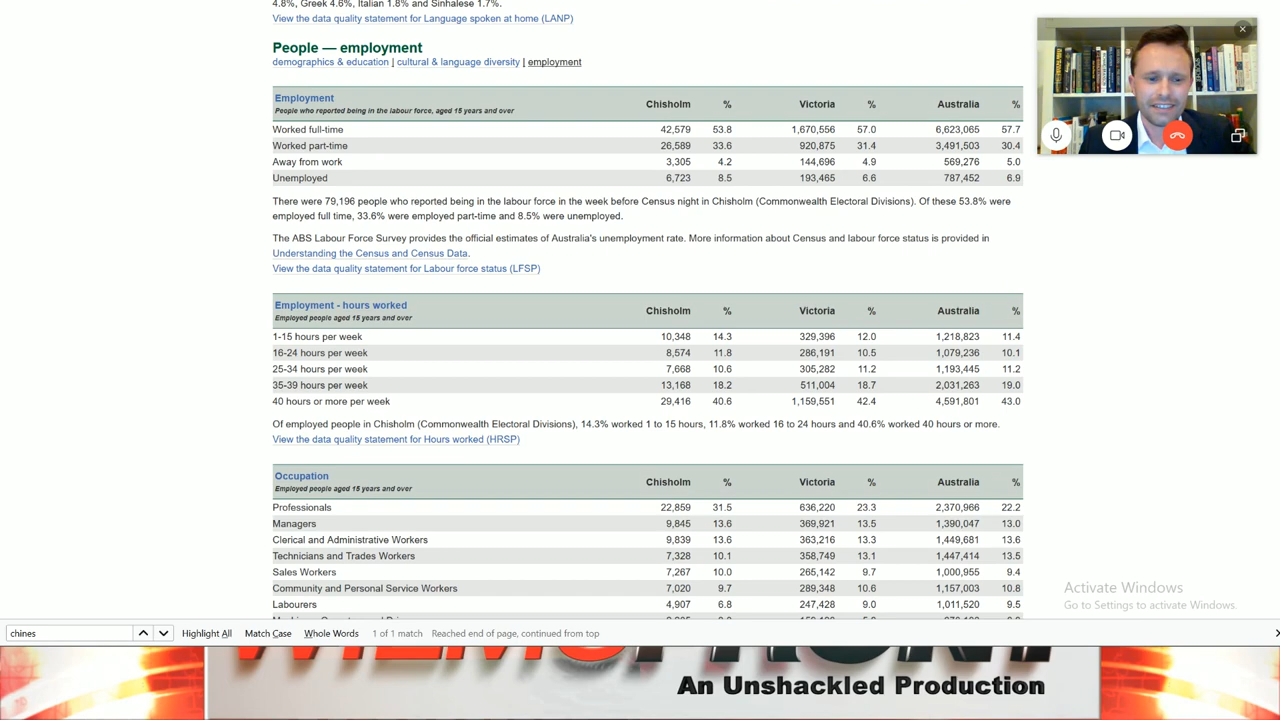 4.8%, Greek 4.6%, Italian 1.8% and Sinhalese 1.7%.
View the data quality statement for Language spoken at home (LANP)
People — employment
demographics & education | cultural & language diversity | employment
Employment
People who reported being in the labour force, aged 15 years and over
Chisholm % Victoria % Australia %
Worked full-time 42,579 53.8 1,670,556 57.0 6,623,065 57.7
Worked part-time 26,589 33.6 920,875 31.4 3,491,503 30.4
Away from work 3,305 4.2 144,696 4.9 569,276 5.0
Unemployed 6,723 8.5 193,465 6.6 787,452 6.9
There were 79,196 people who reported being in the labour force in the week before Census night in Chisholm (Commonwealth Electoral Divisions). Of these 53.8% were
employed full time, 33.6% were employed part-time and 8.5% were unemployed.
The ABS Labour Force Survey provides the official estimates of Australia's unemployment rate. More information about Census and labour force status is provided in
Understanding the Census and Census Data.
View the data quality statement for Labour force status (LFSP)
Employment - hours worked
Employed people aged 15 years and over
Chisholm % Victoria % Australia %
1-15 hours per week 10,348 14.3 329,396 12.0 1,218,823 11.4
16-24 hours per week 8,574 11.8 286,191 10.5 1,079,236 10.1
25-34 hours per week 7,668 10.6 305,282 11.2 1,193,445 11.2
35-39 hours per week 13,168 18.2 511,004 18.7 2,031,263 19.0
40 hours or more per week 29,416 40.6 1,159,551 42.4 4,591,801 43.0
Of employed people in Chisholm (Commonwealth Electoral Divisions), 14.3% worked 1 to 15 hours, 11.8% worked 16 to 24 hours and 40.6% worked 40 hours or more.
View the data quality statement for Hours worked (HRSP)
Occupation
Employed people aged 15 years and over
Chisholm % Victoria % Australia %
Professionals 22,859 31.5 636,220 23.3 2,370,966 22.2
Managers 9,845 13.6 369,921 13.5 1,390,047 13.0
Clerical and Administrative Workers 9,839 13.6 363,216 13.3 1,449,681 13.6
Technicians and Trades Workers 7,328 10.1 358,749 13.1 1,447,414 13.5
Sales Workers 7,267 10.0 265,142 9.7 1,000,955 9.4
Community and Personal Service Workers 7,020 9.7 289,348 10.6 1,157,003 10.8
Labourers 4,907 6.8 247,428 9.0 1,011,520 9.5
Activate Windows
Go to Settings to activate Windows.
chines Highlight All Match Case Whole Words 1 of 1 match Reached end of page, continued from top
An Unshackled Production